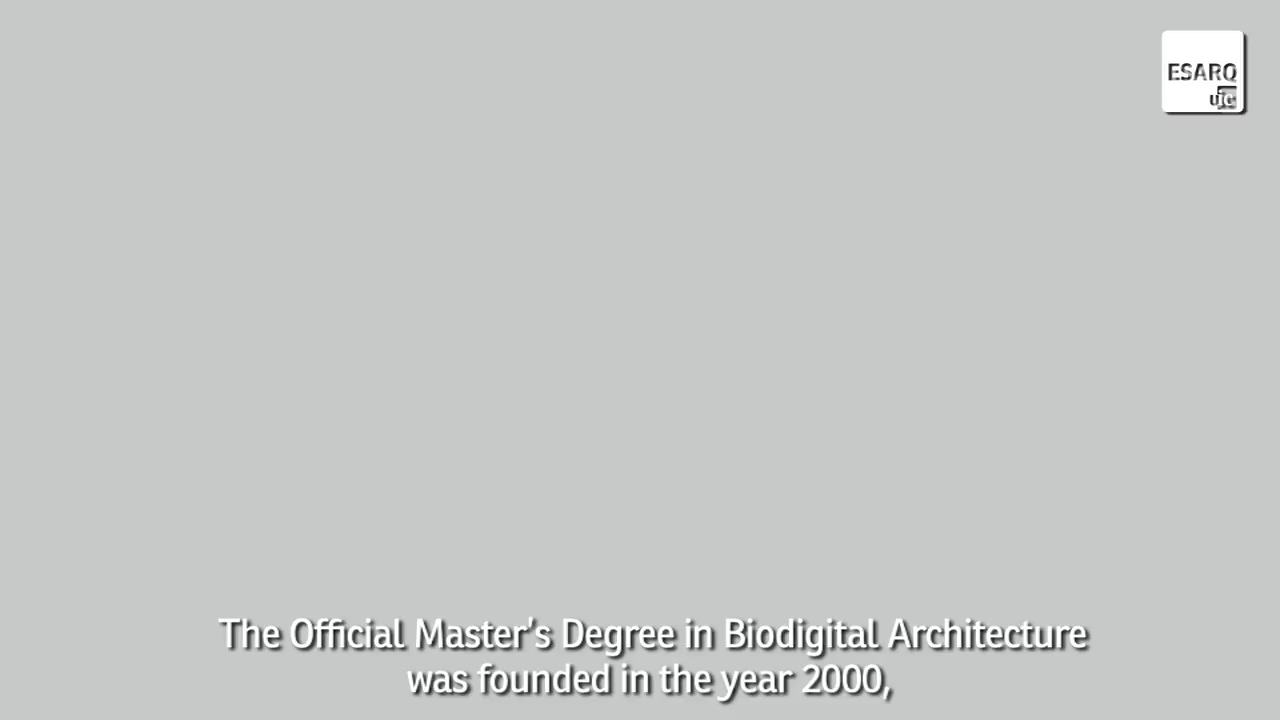 ESARQ
uic
The Official Master's Degree in Biodigital Architecture
was founded in the year 2000,